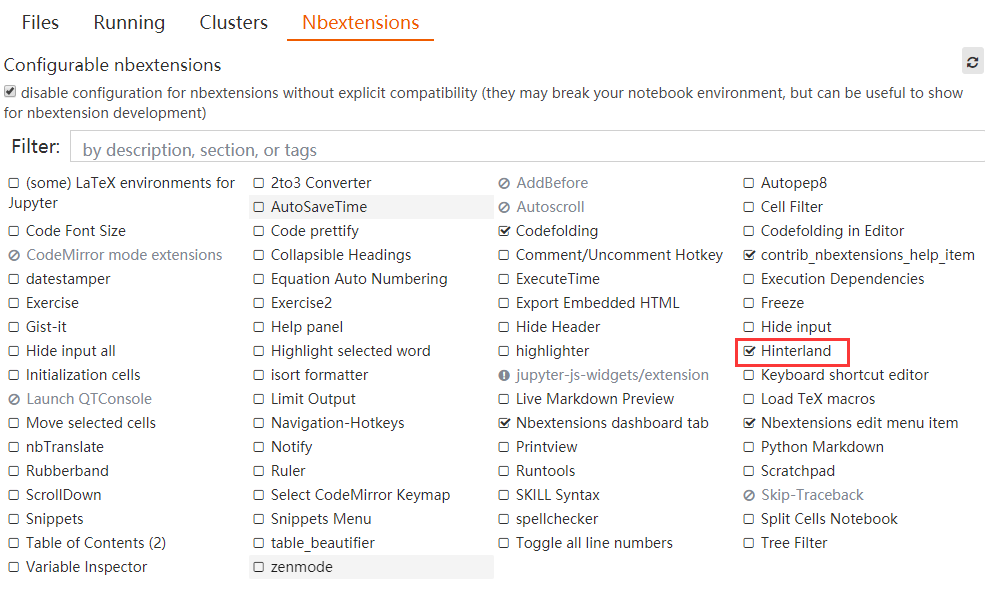 Files Running Clusters Nbextensions
Configurable nbextensions
disable configuration for nbextensions without explicit compatibility (they may break your notebook environment, but can be useful to show
for nbextension development)
Filter: by description, section, or tags
(some) LaTeX environments for
Jupyter
Code Font Size
CodeMirror mode extensions
datestamper
Exercise
Gist-it
Hide input all
Initialization cells
Launch QTConsole
Move selected cells
nbTranslate
Rubberband
ScrollDown
Snippets
Table of Contents (2)
Variable Inspector
2to3 Converter
AutoSaveTime
Code prettify
Collapsible Headings
Equation Auto Numbering
Exercise2
Help panel
Highlight selected word
isort formatter
Limit Output
Navigation-Hotkeys
Notify
Ruler
Select CodeMirror Keymap
Snippets Menu
table_beautifier
zenmode
AddBefore
Autoscroll
Codefolding
Comment/Uncomment Hotkey
ExecuteTime
Export Embedded HTML
Hide Header
highlighter
jupyter-js-widgets/extension
Live Markdown Preview
Nbextensions dashboard tab
Printview
Runtools
SKILL Syntax
spellchecker
Toggle all line numbers
Autopep8
Cell Filter
Codefolding in Editor
contrib_nbextensions_help_item
Execution Dependencies
Freeze
Hide input
Hinterland
Keyboard shortcut editor
Load TeX macros
Nbextensions edit menu item
Python Markdown
Scratchpad
Skip-Traceback
Split Cells Notebook
Tree Filter